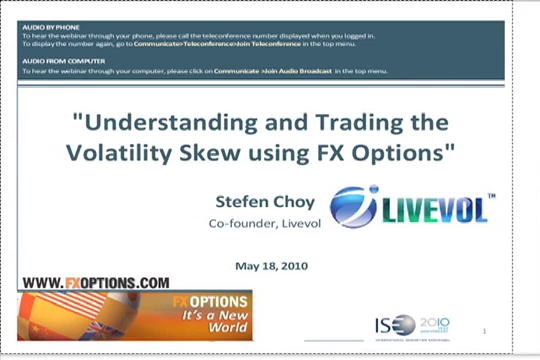 AUDIO BY PHONE
To hear the webinar through your phone, please call the teleconference number displayed when you logged in.
To display the number again, go to Communicate>Teleconference>Join Teleconference in the top menu.
AUDIO FROM COMPUTER
To hear the webinar through your computer, please click on Communicate >Join Audio Broadcast in the top menu.
"Understanding and Trading the
Volatility Skew using FX Options"
Stefen Choy
Co-founder, Livevol
LIVEVOL™
May 18, 2010
WWW.FXOPTIONS.COM
FXOPTIONS
It's a New
World
ISE 2010
1